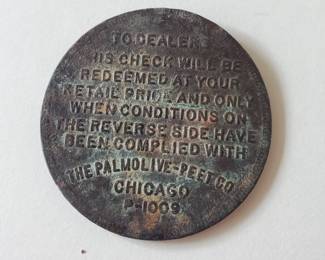 TO DEALER
HIS CHECK WILL BE
REDEEMED AT YOUR
RETAIL PRICE AND ONLY
WHEN CONDITIONS ON
THE REVERSE SIDE HAVE
BEEN COMPLIED WITH
THE PALMOLIVE-PEET CO
CHICAGO
P-1009